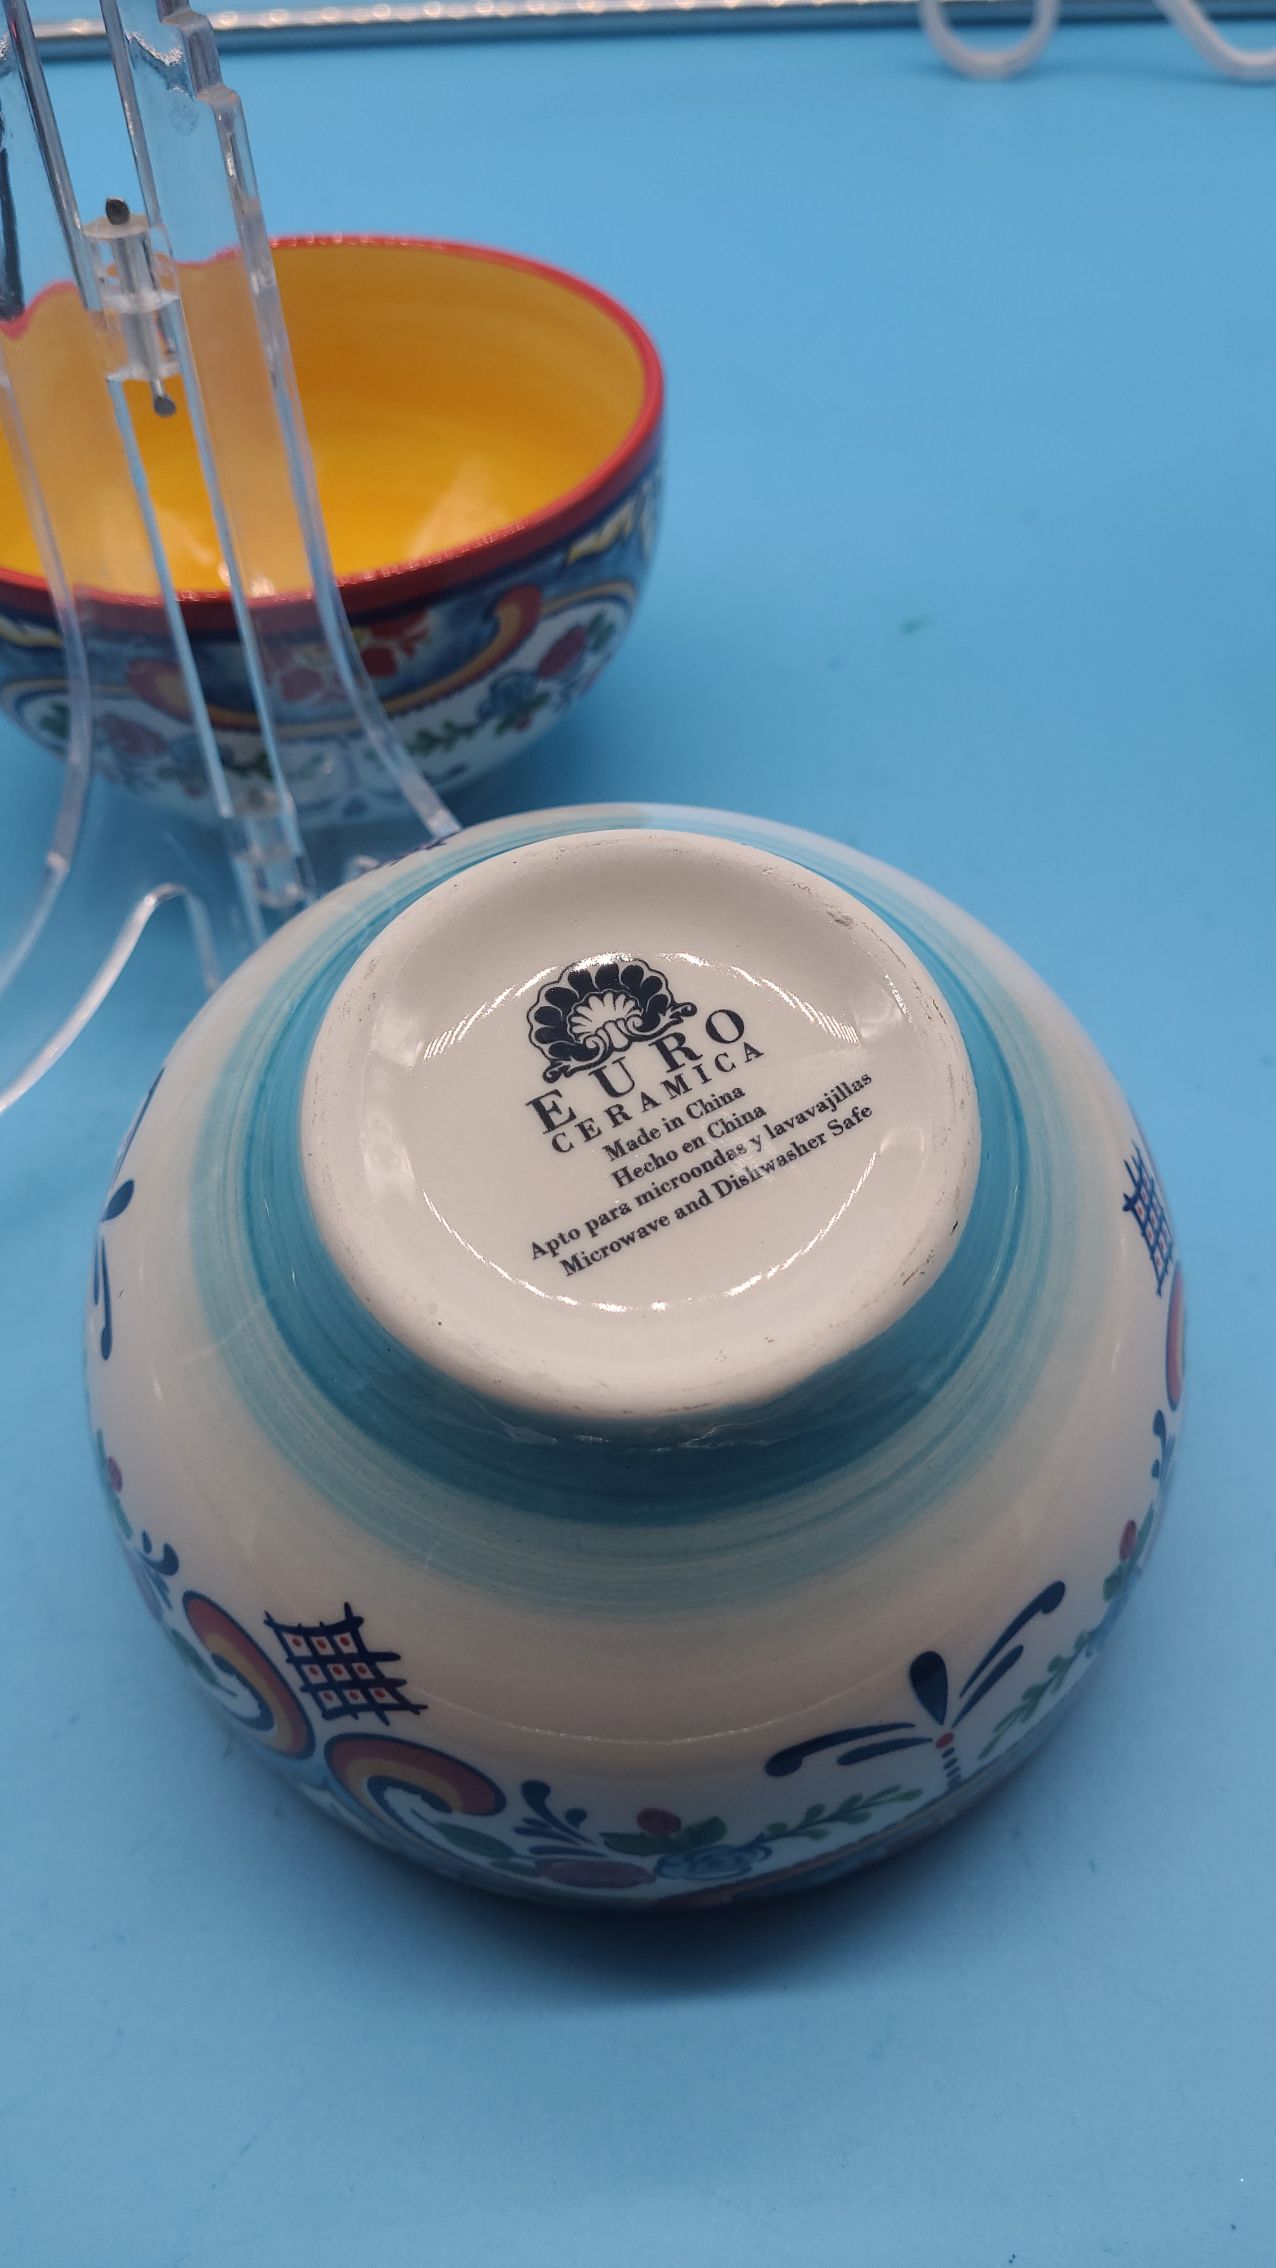 EURO
CERAMICA
Made in China
Hecho en China
Apto para microondas y lavavajillas
Microwave and Dishwasher Safe